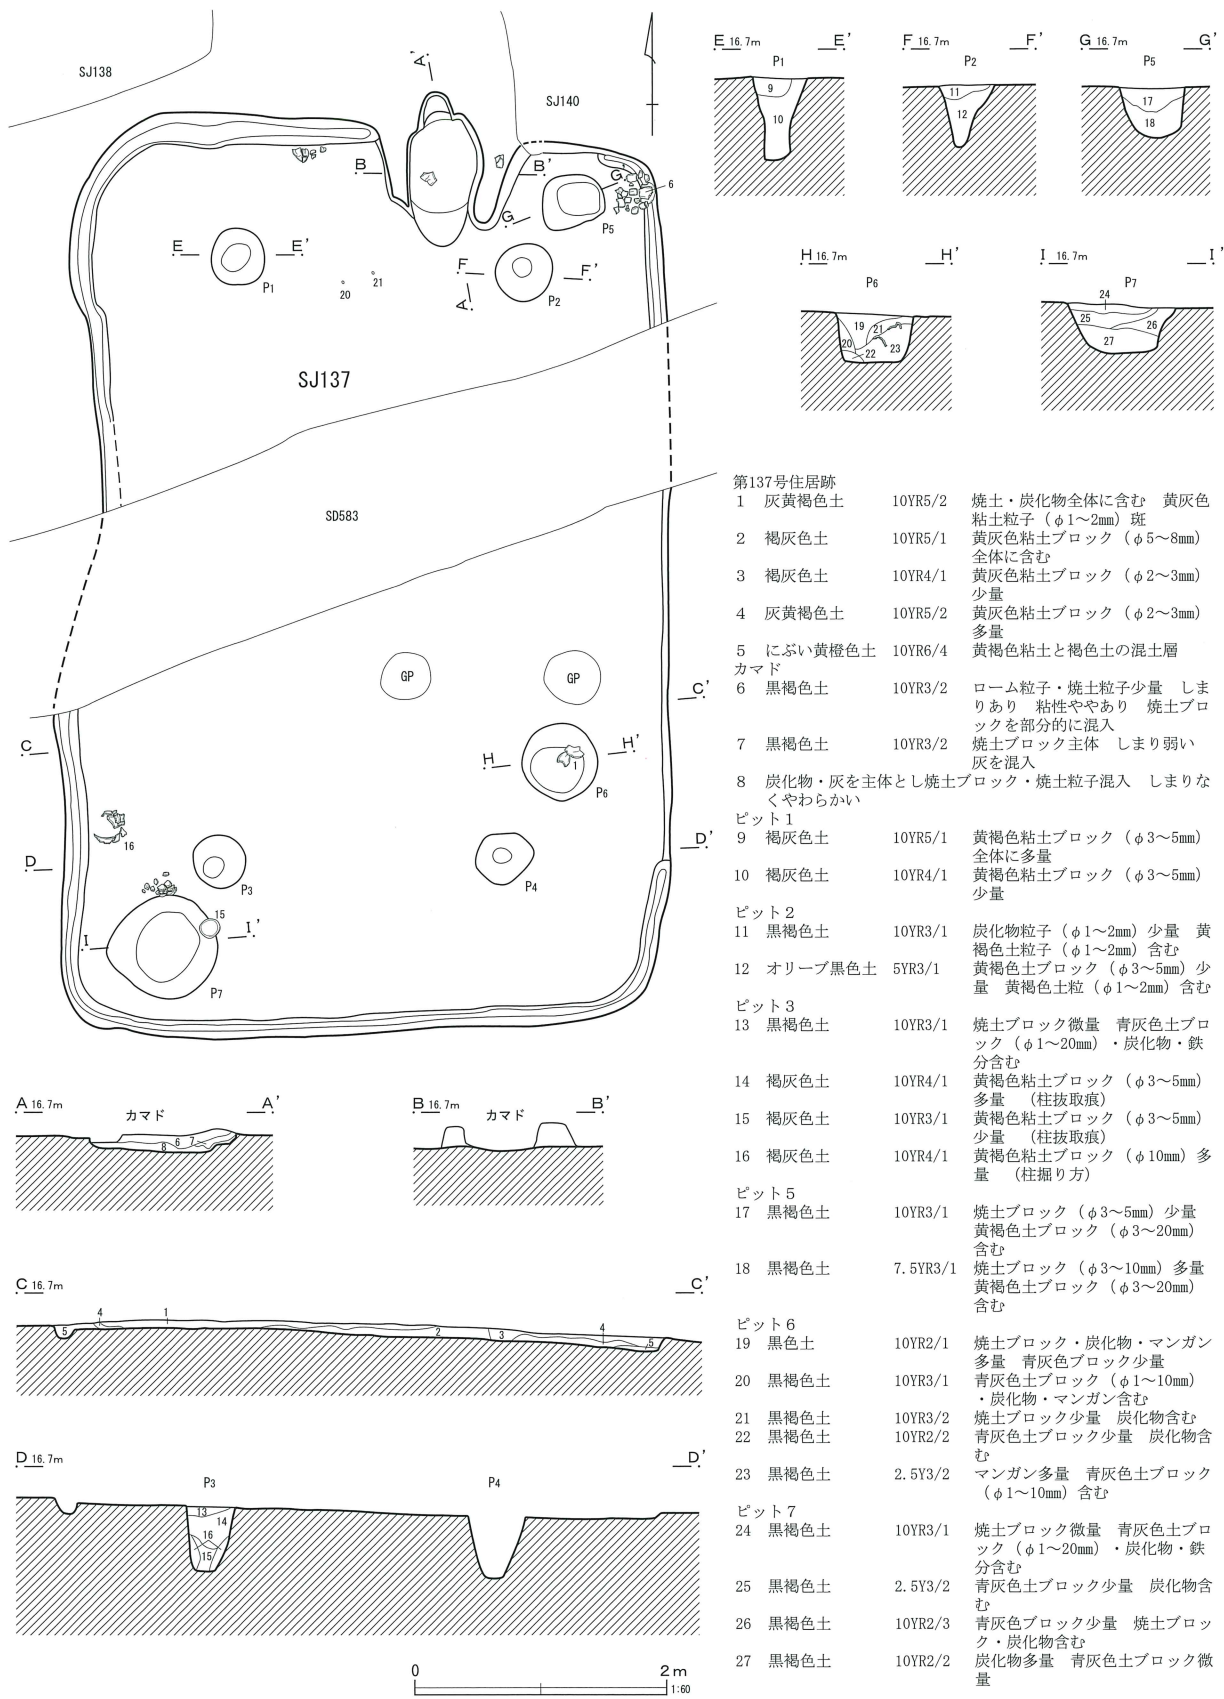 SJ138
SJ140
A'
A
B
B'
G'
G
6
P5
E
E'
P1
F
F'
P2
20
21
SJ137
SD583
GP
GP
C
C'
H
H'
1
P6
16
D
D'
P3
P4
15
I
I'
P7
E 16.7m E'
P1
9
10
F 16.7m F'
P2
11
12
G 16.7m G'
P5
17
18
H 16.7m H'
P6
19
21
20
22
23
I 16.7m I'
P7
24
25
26
27
A 16.7m カマド A'
6
7
8
B 16.7m カマド B'
C 16.7m C'
4
1
5
2
3
4
5
D 16.7m D'
P3
P4
13
14
16
15
0 2m
1:60
第137号住居跡
1 灰黄褐色土 10YR5/2 焼土・炭化物全体に含む 黄灰色
粘土粒子（φ1〜2㎜）斑
2 褐灰色土 10YR5/1 黄灰色粘土ブロック（φ5〜8㎜）
全体に含む
3 褐灰色土 10YR4/1 黄灰色粘土ブロック（φ2〜3㎜）
少量
4 灰黄褐色土 10YR5/2 黄灰色粘土ブロック（φ2〜3㎜）
多量
5 にぶい黄橙色土 10YR6/4 黄褐色粘土と褐色土の混土層
カマド
6 黒褐色土 10YR3/2 ローム粒子・焼土粒子少量 しま
りあり 粘性ややあり 焼土ブロ
ックを部分的に混入
7 黒褐色土 10YR3/2 焼土ブロック主体 しまり弱い
灰を混入
8 炭化物・灰を主体とし焼土ブロック・焼土粒子混入 しまりな
くやわらかい
ピット1
9 褐灰色土 10YR5/1 黄褐色粘土ブロック（φ3〜5㎜）
全体に多量
10 褐灰色土 10YR4/1 黄褐色粘土ブロック（φ3〜5㎜）
少量
ピット2
11 黒褐色土 10YR3/1 炭化物粒子（φ1〜2㎜）少量 黄
褐色土粒子（φ1〜2㎜）含む
12 オリーブ黒色土 5YR3/1 黄褐色土ブロック（φ3〜5㎜）少
量 黄褐色土粒（φ1〜2㎜）含む
ピット3
13 黒褐色土 10YR3/1 焼土ブロック微量 青灰色土ブロ
ック（φ1〜20㎜）・炭化物・鉄
分含む
14 褐灰色土 10YR4/1 黄褐色粘土ブロック（φ3〜5㎜）
多量 （柱抜取痕）
15 褐灰色土 10YR3/1 黄褐色粘土ブロック（φ3〜5㎜）
少量 （柱抜取痕）
16 褐灰色土 10YR4/1 黄褐色粘土ブロック（φ10㎜）多
量 （柱掘り方）
ピット5
17 黒褐色土 10YR3/1 焼土ブロック（φ3〜5㎜）少量
黄褐色土ブロック（φ3〜20㎜）
含む
18 黒褐色土 7.5YR3/1 焼土ブロック（φ3〜10㎜）多量
黄褐色土ブロック（φ3〜20㎜）
含む
ピット6
19 黒色土 10YR2/1 焼土ブロック・炭化物・マンガン
多量 青灰色ブロック少量
20 黒褐色土 10YR3/1 青灰色土ブロック（φ1〜10㎜）
・炭化物・マンガン含む
21 黒褐色土 10YR3/2 焼土ブロック少量 炭化物含む
22 黒褐色土 10YR2/2 青灰色土ブロック少量 炭化物含
む
23 黒褐色土 2.5Y3/2 マンガン多量 青灰色土ブロック
（φ1〜10㎜）含む
ピット7
24 黒褐色土 10YR3/1 焼土ブロック微量 青灰色土ブロ
ック（φ1〜20㎜）・炭化物・鉄
分含む
25 黒褐色土 2.5Y3/2 青灰色土ブロック少量 炭化物含
む
26 黒褐色土 10YR2/3 青灰色ブロック少量 焼土ブロッ
ク・炭化物含む
27 黒褐色土 10YR2/2 炭化物多量 青灰色土ブロック微
量